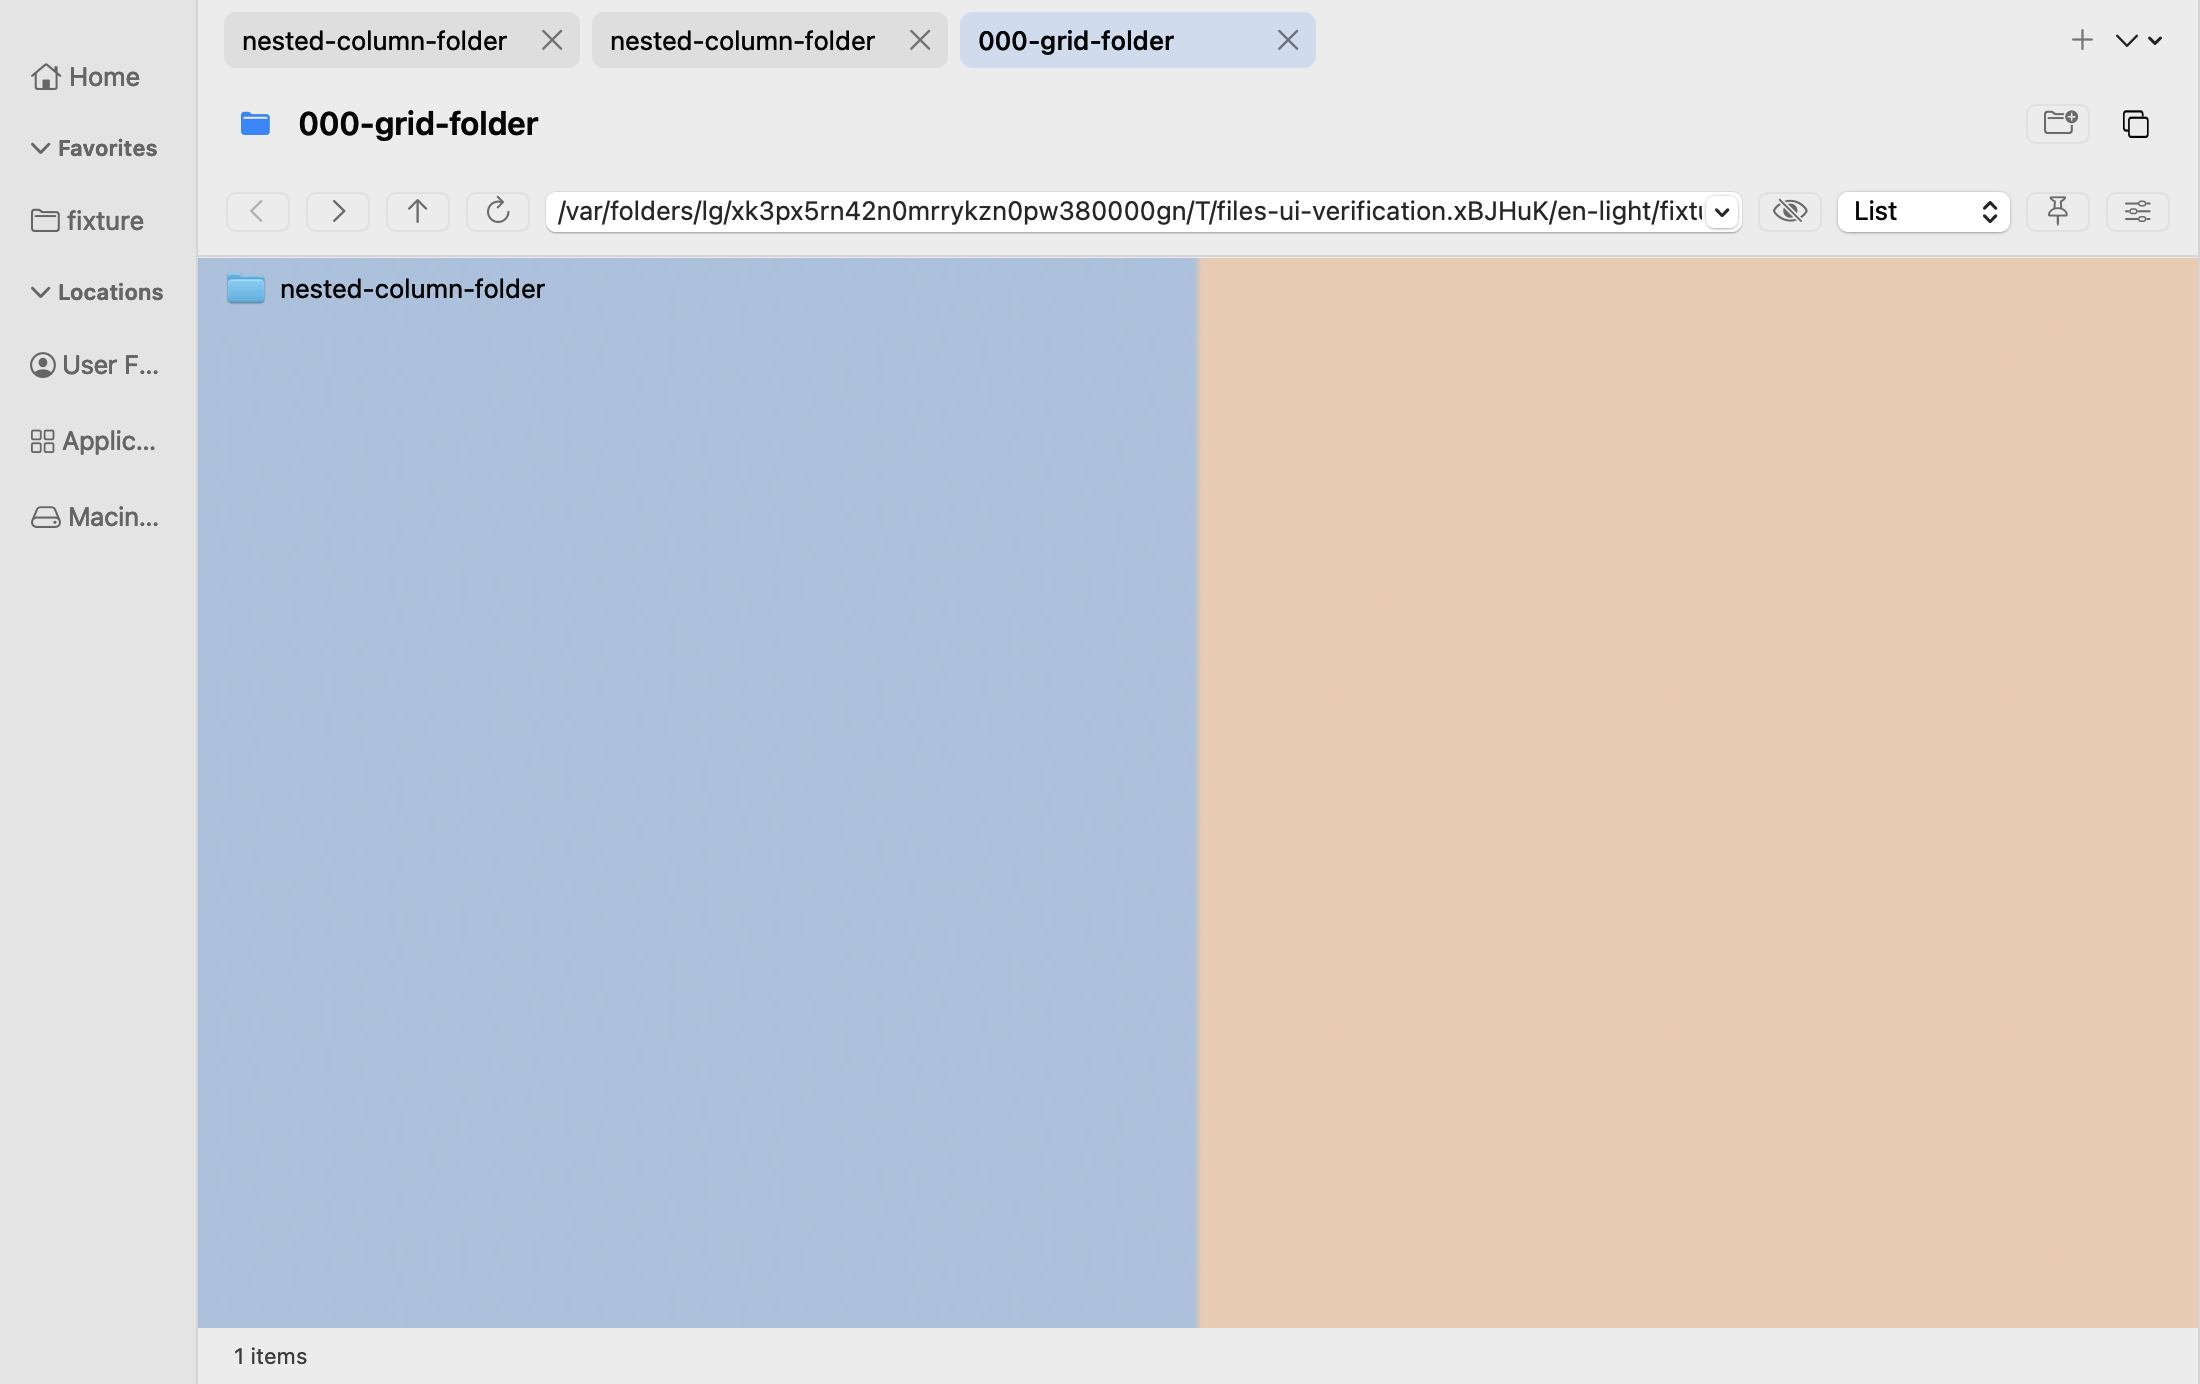 nested-column-folder
nested-column-folder
000-grid-folder
Home
Favorites
fixture
Locations
User F...
Applic...
Macin...
000-grid-folder
/var/folders/lg/xk3px5rn42n0mrrykzn0pw380000gn/T/files-ui-verification.xBJHuK/en-light/fixtu
List
nested-column-folder
1 items